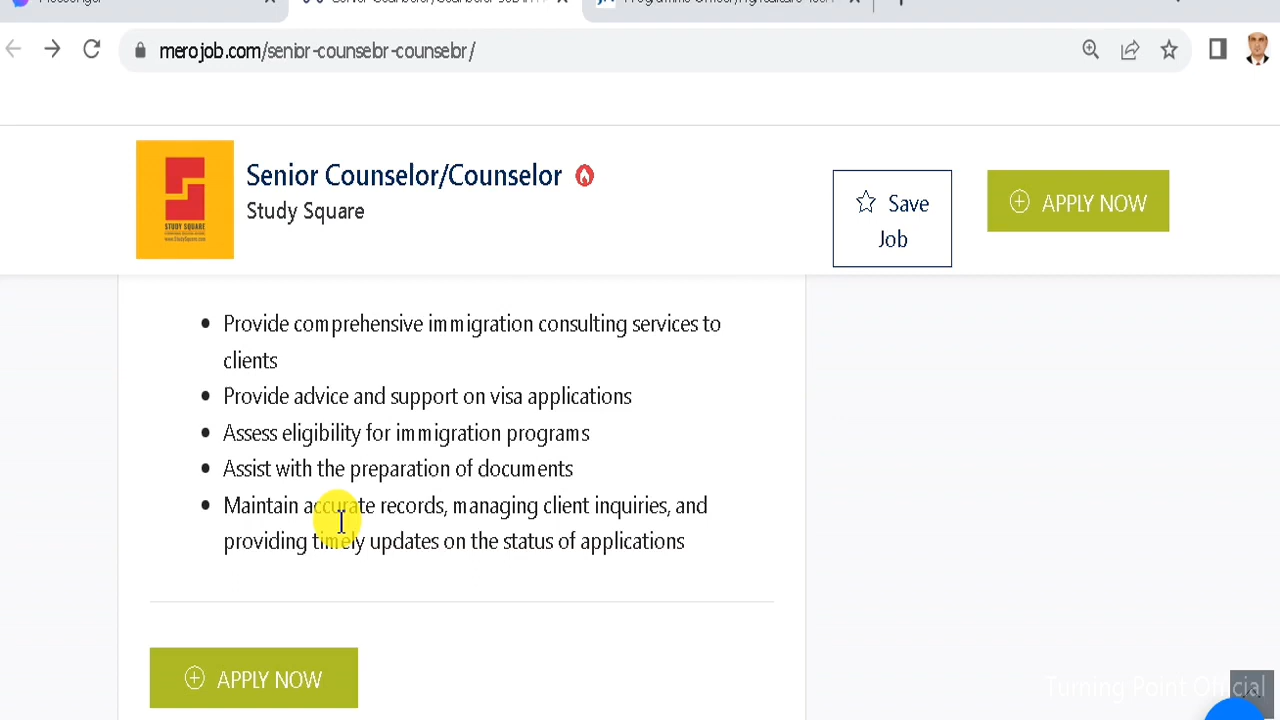 merojob.com/senior-counselor-counselor/
Senior Counselor/Counselor
Study Square
Save
Job
APPLY NOW
STUDY SQUARE
Provide comprehensive immigration consulting services to
clients
Provide advice and support on visa applications
Assess eligibility for immigration programs
Assist with the preparation of documents
Maintain accurate records, managing client inquiries, and
providing timely updates on the status of applications
APPLY NOW
Turning Point Official